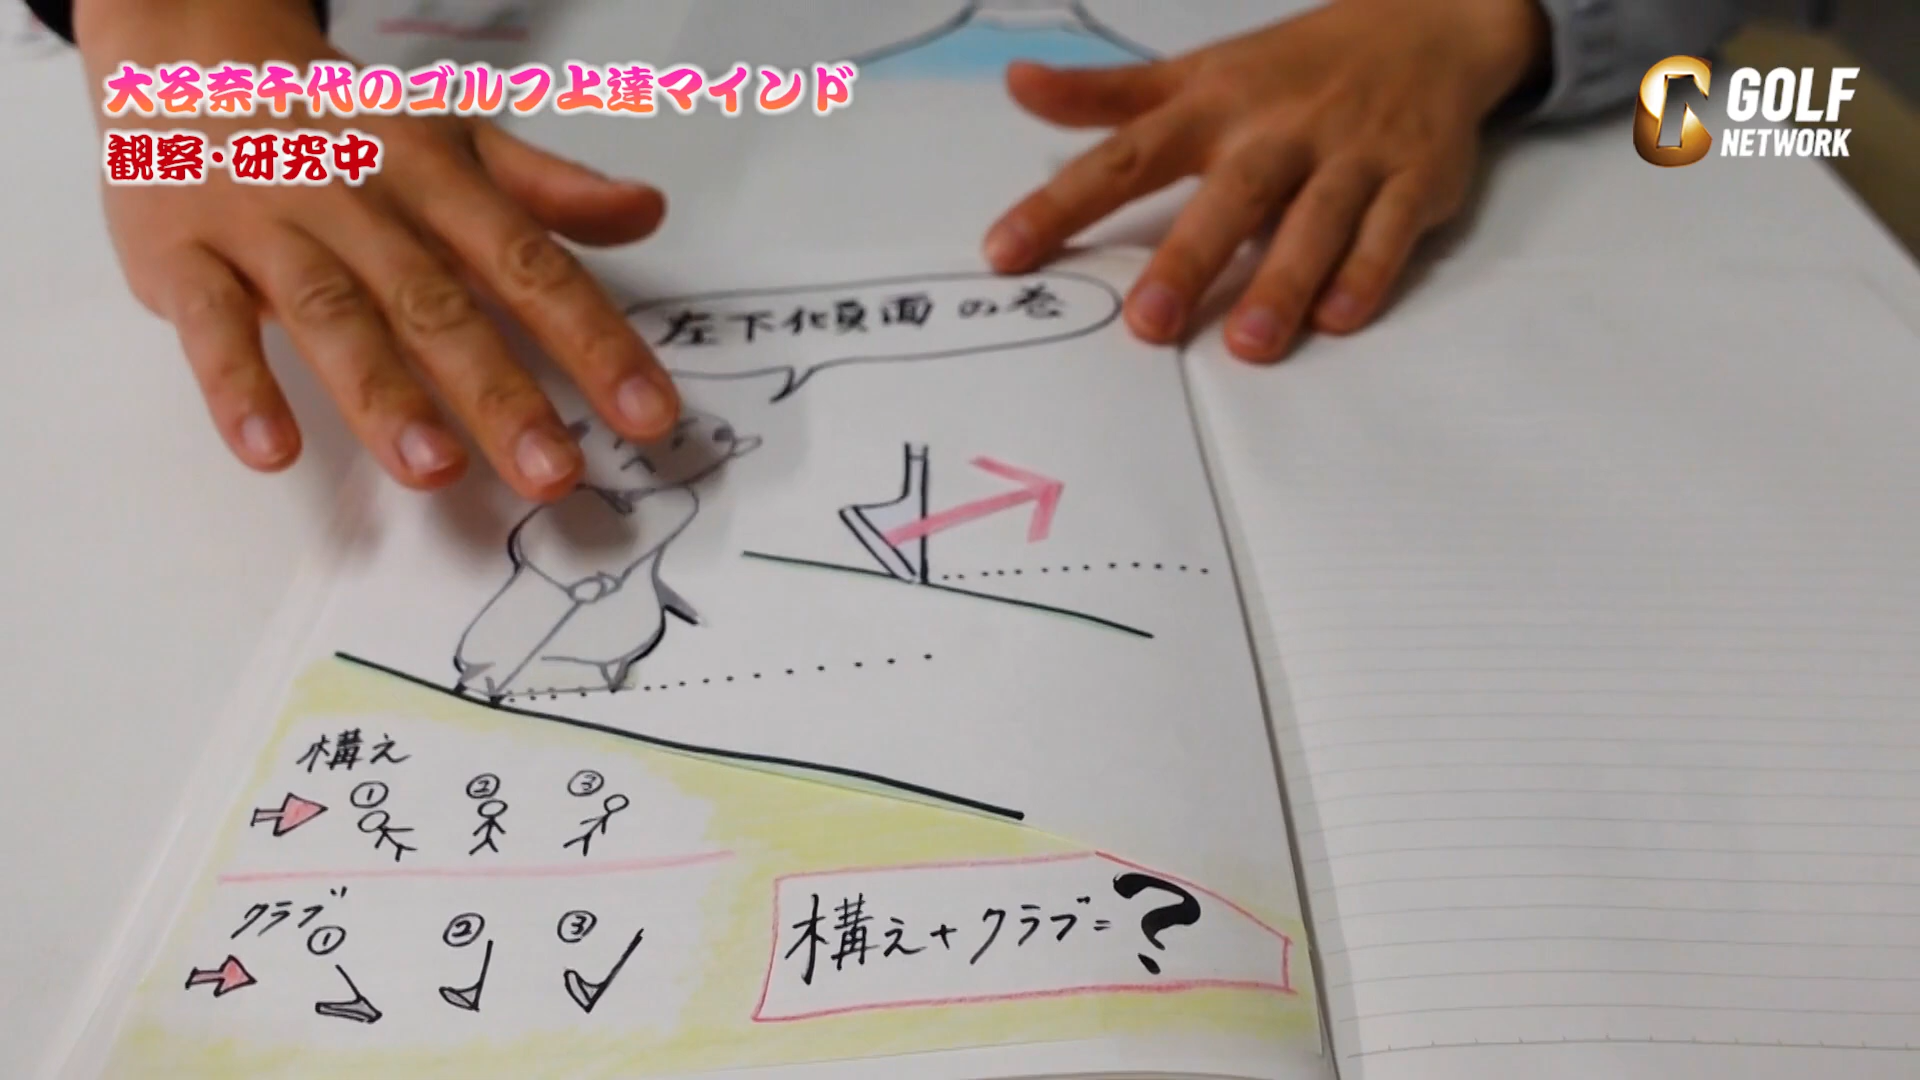 大谷奈千代のゴルフ上達マインド
観察・研究中
GOLF
NETWORK
左下傾面の巻
構え
① ② ③
クラブ
① ② ③
構え+クラブ=?